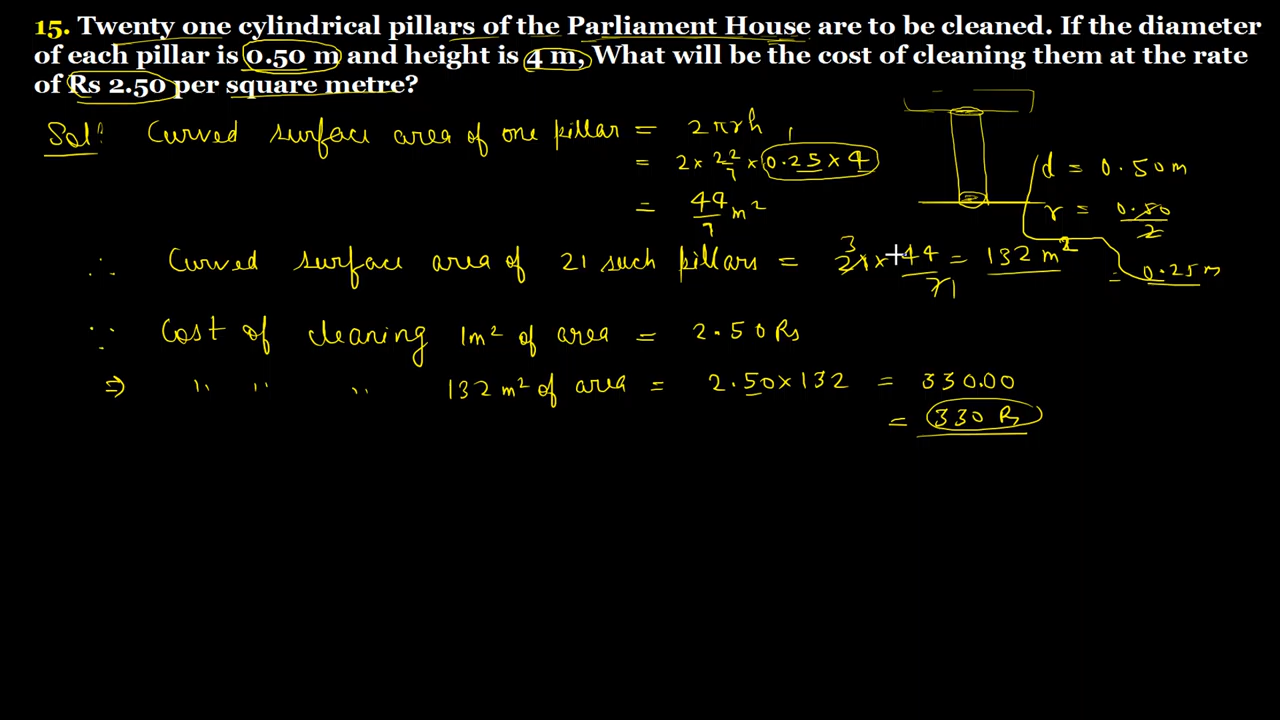 15. Twenty one cylindrical pillars of the Parliament House are to be cleaned. If the diameter
of each pillar is 0.50 m and height is 4 m, What will be the cost of cleaning them at the rate
of Rs 2.50 per square metre?
Sol: Curved surface area of one pillar = 2πrh
= 2 × 22/7 × 0.25 × 4
= 44/7 m²
d = 0.50 m
r = 0.50/2
= 0.25 m
∴ Curved surface area of 21 such pillars = 21 × 44/7 = 132 m²
3 1
∵ Cost of cleaning 1m² of area = 2.50 Rs
⇒ " " " 132 m² of area = 2.50×132 = 330.00
= 330 Rs